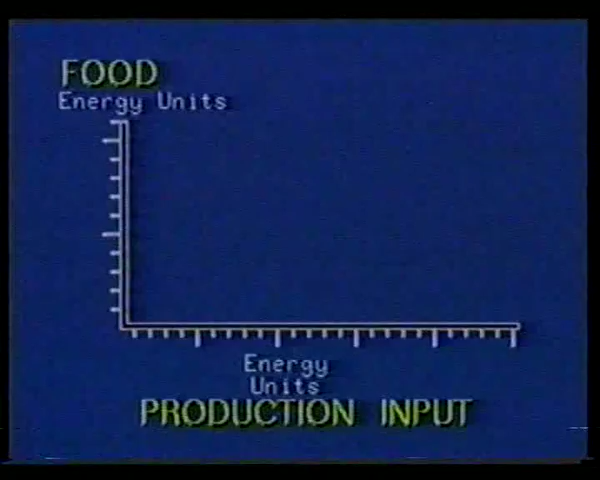 FOOD
Energy Units
Energy
Units
PRODUCTION INPUT